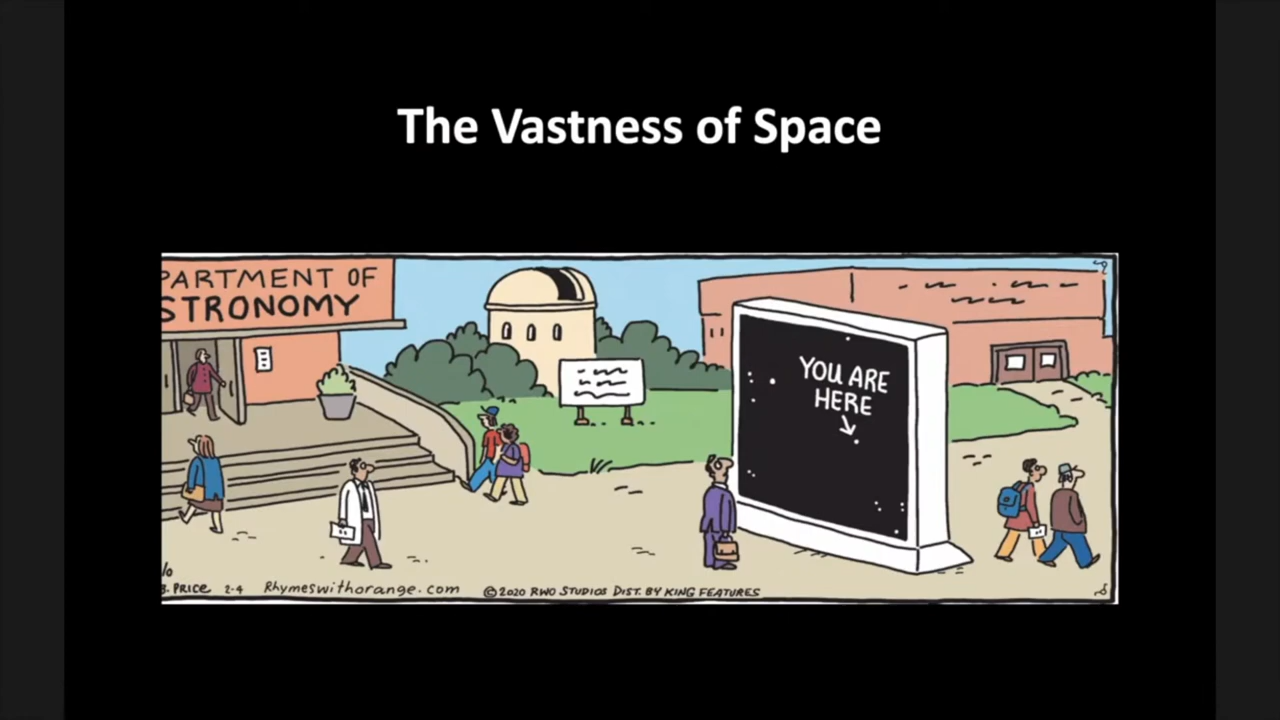 The Vastness of Space
PARTMENT OF
STRONOMY
YOU ARE
HERE
B. PRICE 2-4 Rhymeswithorange.com ©2020 RWO STUDIOS DIST. BY KING FEATURES